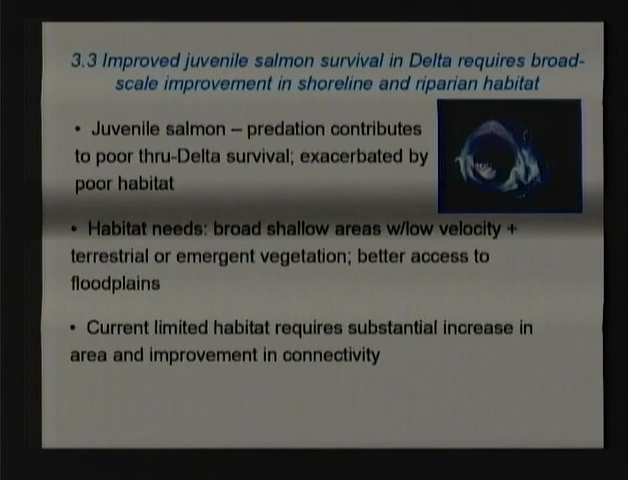 3.3 Improved juvenile salmon survival in Delta requires broad-
scale improvement in shoreline and riparian habitat
• Juvenile salmon – predation contributes
to poor thru-Delta survival; exacerbated by
poor habitat
• Habitat needs: broad shallow areas w/low velocity +
terrestrial or emergent vegetation; better access to
floodplains
• Current limited habitat requires substantial increase in
area and improvement in connectivity